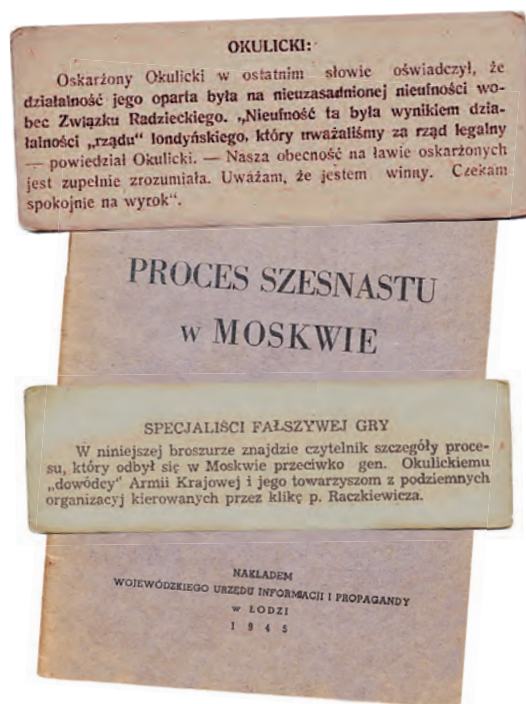 OKULICKI:
Oskarżony Okulicki w ostatnim słowie oświadczył, że
działalność jego oparta była na nieuzasadnionej nieufności wo-
bec Związku Radzieckiego. „Nieufność ta była wynikiem dzia-
łalności „rządu“ londyńskiego, który uważaliśmy za rząd legalny
— powiedział Okulicki. — Nasza obecność na ławie oskarżonych
jest zupełnie zrozumiała. Uważam, że jestem winny. Czekam
spokojnie na wyrok“.
PROCES SZESNASTU
w MOSKWIE
SPECJALIŚCI FAŁSZYWEJ GRY
W niniejszej broszurze znajdzie czytelnik szczegóły proce-
su, który odbył się w Moskwie przeciwko gen. Okulickiemu
„dowódcy“ Armii Krajowej i jego towarzyszom z podziemnych
organizacyj kierowanych przez klikę p. Raczkiewicza.
NAKŁADEM
WOJEWÓDZKIEGO URZĘDU INFORMACJI I PROPAGANDY
w ŁODZI
1945